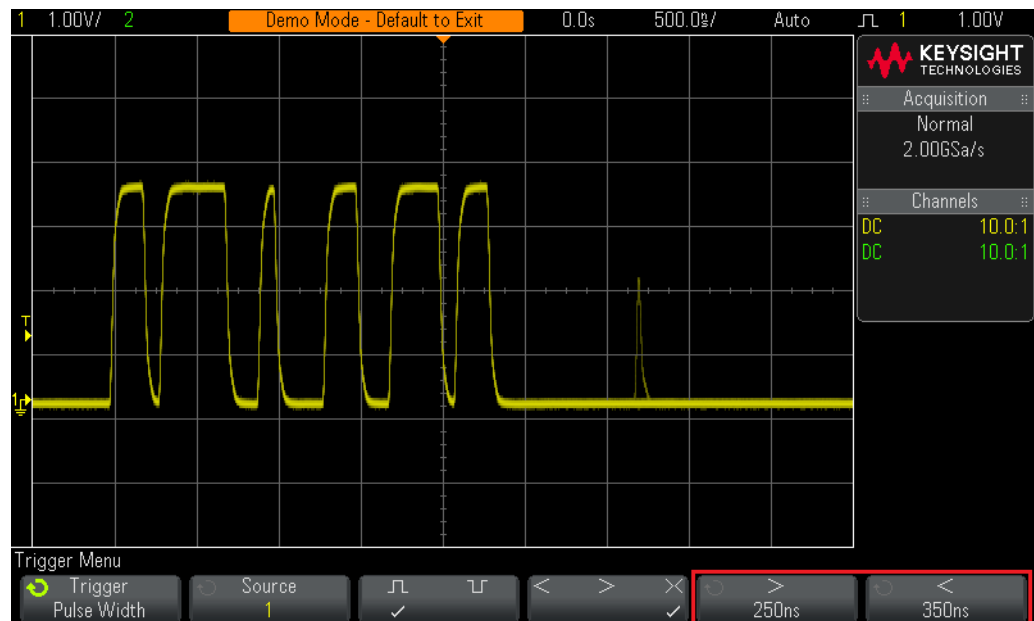 1 1.00V/ 2 Demo Mode - Default to Exit 0.0s 500.0ns/ Auto 1 1.00V
KEYSIGHT
TECHNOLOGIES
Acquisition
Normal
2.00GSa/s
Channels
DC 10.0:1
DC 10.0:1
T
1
Trigger Menu
Trigger
Pulse Width
Source
1
< > ><
>
250ns
<
350ns